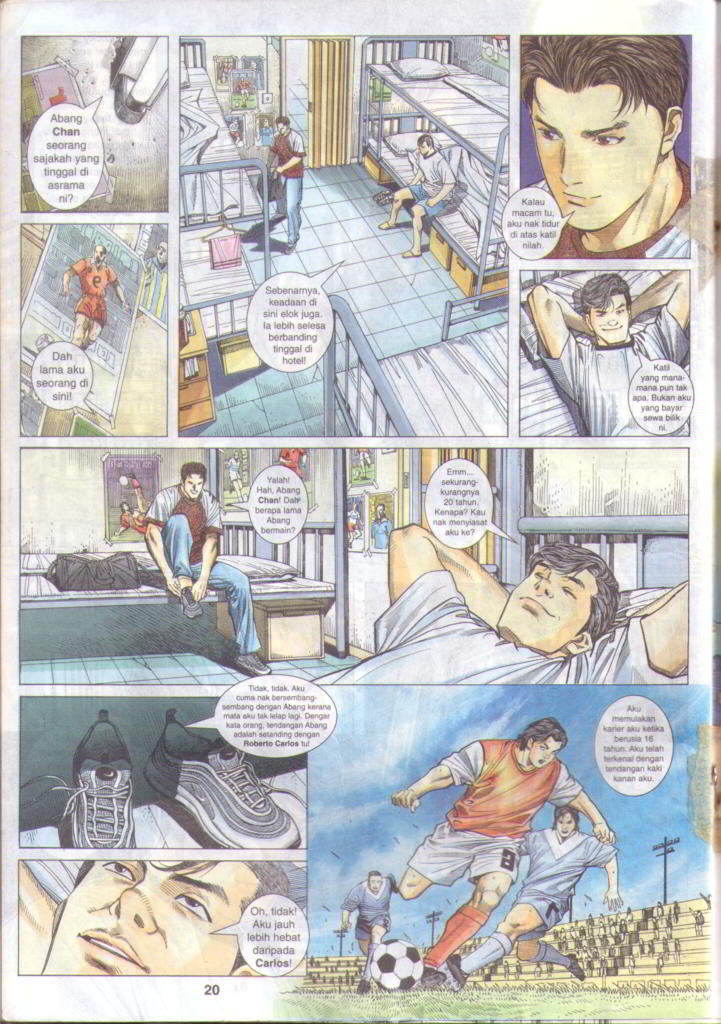 Abang
Chan
seorang
sajakah yang
tinggal di
asrama
ni?
Dah
lama aku
seorang di
sini!
Sebenarnya,
keadaan di
sini elok juga.
Ia lebih selesa
berbanding
tinggal di
hotel!
Kalau
macam tu,
aku nak tidur
di atas katil
nilah.
Katil
yang mana-
mana pun tak
apa. Bukan aku
yang bayar
sewa bilik
ni.
Yalah!
Hah, Abang
Chan! Dah
berapa lama
Abang
bermain?
Emm...
sekurang-
kurangnya
20 tahun.
Kenapa? Kau
nak menyiasat
aku ke?
Tidak, tidak. Aku
cuma nak bersembang-
sembang dengan Abang kerana
mata aku tak lelap lagi. Dengar
kata orang, tendangan Abang
adalah setanding dengan
Roberto Carlos tu!
Aku
memulakan
karier aku ketika
berusia 16
tahun. Aku telah
terkenal dengan
tendangan kaki
kanan aku.
Oh, tidak!
Aku jauh
lebih hebat
daripada
Carlos!
20